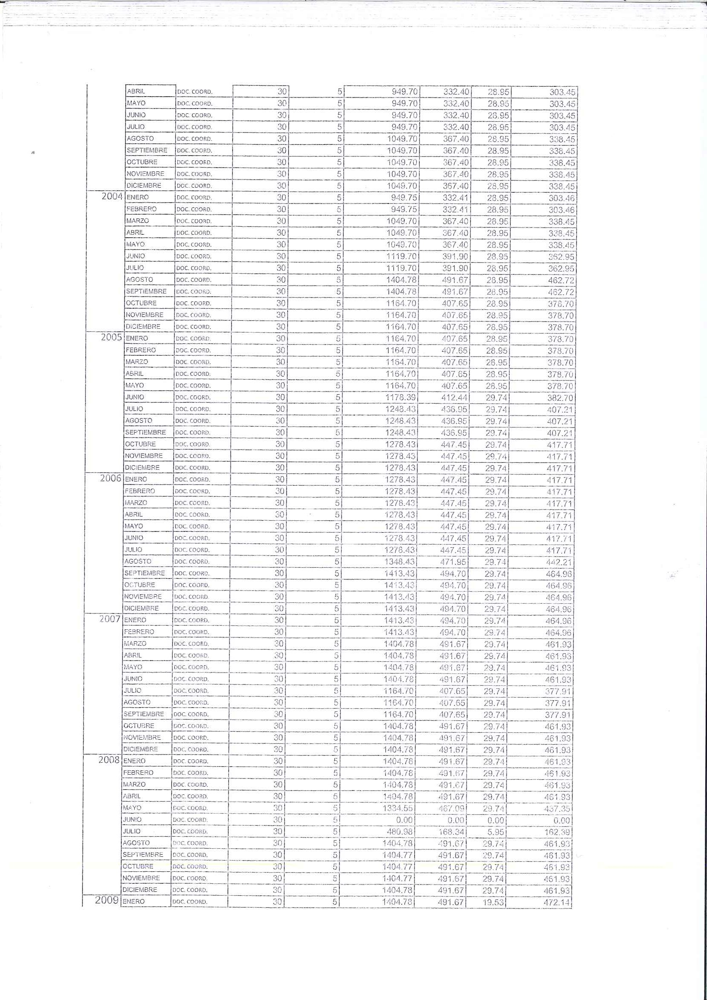 ABRIL DOC. COORD. 30 5 949.70 332.40 28.95 303.45
MAYO DOC. COORD. 30 5 949.70 332.40 28.95 303.45
JUNIO DOC. COORD. 30 5 949.70 332.40 28.95 303.45
JULIO DOC. COORD. 30 5 949.70 332.40 28.95 303.45
AGOSTO DOC. COORD. 30 5 1049.70 367.40 28.95 338.45
SEPTIEMBRE DOC. COORD. 30 5 1049.70 367.40 28.95 338.45
OCTUBRE DOC. COORD. 30 5 1049.70 367.40 28.95 338.45
NOVIEMBRE DOC. COORD. 30 5 1049.70 367.40 28.95 338.45
DICIEMBRE DOC. COORD. 30 5 1049.70 367.40 28.95 338.45
2004 ENERO DOC. COORD. 30 5 949.75 332.41 28.95 303.46
FEBRERO DOC. COORD. 30 5 949.75 332.41 28.95 303.46
MARZO DOC. COORD. 30 5 1049.70 367.40 28.95 338.45
ABRIL DOC. COORD. 30 5 1049.70 367.40 28.95 338.45
MAYO DOC. COORD. 30 5 1049.70 367.40 28.95 338.45
JUNIO DOC. COORD. 30 5 1119.70 391.90 28.95 362.95
JULIO DOC. COORD. 30 5 1119.70 391.90 28.95 362.95
AGOSTO DOC. COORD. 30 5 1404.78 491.67 28.95 462.72
SEPTIEMBRE DOC. COORD. 30 5 1404.78 491.67 28.95 462.72
OCTUBRE DOC. COORD. 30 5 1164.70 407.65 28.95 378.70
NOVIEMBRE DOC. COORD. 30 5 1164.70 407.65 28.95 378.70
DICIEMBRE DOC. COORD. 30 5 1164.70 407.65 28.95 378.70
2005 ENERO DOC. COORD. 30 5 1164.70 407.65 28.95 378.70
FEBRERO DOC. COORD. 30 5 1164.70 407.65 28.95 378.70
MARZO DOC. COORD. 30 5 1164.70 407.65 28.95 378.70
ABRIL DOC. COORD. 30 5 1164.70 407.65 28.95 378.70
MAYO DOC. COORD. 30 5 1164.70 407.65 28.95 378.70
JUNIO DOC. COORD. 30 5 1178.39 412.44 29.74 382.70
JULIO DOC. COORD. 30 5 1248.43 436.95 29.74 407.21
AGOSTO DOC. COORD. 30 5 1248.43 436.95 29.74 407.21
SEPTIEMBRE DOC. COORD. 30 5 1248.43 436.95 29.74 407.21
OCTUBRE DOC. COORD. 30 5 1278.43 447.45 29.74 417.71
NOVIEMBRE DOC. COORD. 30 5 1278.43 447.45 29.74 417.71
DICIEMBRE DOC. COORD. 30 5 1278.43 447.45 29.74 417.71
2006 ENERO DOC. COORD. 30 5 1278.43 447.45 29.74 417.71
FEBRERO DOC. COORD. 30 5 1278.43 447.45 29.74 417.71
MARZO DOC. COORD. 30 5 1278.43 447.45 29.74 417.71
ABRIL DOC. COORD. 30 5 1278.43 447.45 29.74 417.71
MAYO DOC. COORD. 30 5 1278.43 447.45 29.74 417.71
JUNIO DOC. COORD. 30 5 1278.43 447.45 29.74 417.71
JULIO DOC. COORD. 30 5 1278.43 447.45 29.74 417.71
AGOSTO DOC. COORD. 30 5 1348.43 471.95 29.74 442.21
SEPTIEMBRE DOC. COORD. 30 5 1413.43 494.70 29.74 464.96
OCTUBRE DOC. COORD. 30 5 1413.43 494.70 29.74 464.96
NOVIEMBRE DOC. COORD. 30 5 1413.43 494.70 29.74 464.96
DICIEMBRE DOC. COORD. 30 5 1413.43 494.70 29.74 464.96
2007 ENERO DOC. COORD. 30 5 1413.43 494.70 29.74 464.96
FEBRERO DOC. COORD. 30 5 1413.43 494.70 29.74 464.96
MARZO DOC. COORD. 30 5 1404.78 491.67 29.74 461.93
ABRIL DOC. COORD. 30 5 1404.78 491.67 29.74 461.93
MAYO DOC. COORD. 30 5 1404.78 491.67 29.74 461.93
JUNIO DOC. COORD. 30 5 1404.78 491.67 29.74 461.93
JULIO DOC. COORD. 30 5 1164.70 407.65 29.74 377.91
AGOSTO DOC. COORD. 30 5 1164.70 407.65 29.74 377.91
SEPTIEMBRE DOC. COORD. 30 5 1164.70 407.65 29.74 377.91
OCTUBRE DOC. COORD. 30 5 1404.78 491.67 29.74 461.93
NOVIEMBRE DOC. COORD. 30 5 1404.78 491.67 29.74 461.93
DICIEMBRE DOC. COORD. 30 5 1404.78 491.67 29.74 461.93
2008 ENERO DOC. COORD. 30 5 1404.78 491.67 29.74 461.93
FEBRERO DOC. COORD. 30 5 1404.78 491.67 29.74 461.93
MARZO DOC. COORD. 30 5 1404.78 491.67 29.74 461.93
ABRIL DOC. COORD. 30 5 1404.78 491.67 29.74 461.93
MAYO DOC. COORD. 30 5 1334.55 467.09 29.74 437.35
JUNIO DOC. COORD. 30 5 0.00 0.00 0.00 0.00
JULIO DOC. COORD. 30 5 480.98 168.34 5.95 162.39
AGOSTO DOC. COORD. 30 5 1404.78 491.67 29.74 461.93
SEPTIEMBRE DOC. COORD. 30 5 1404.77 491.67 29.74 461.93
OCTUBRE DOC. COORD. 30 5 1404.77 491.67 29.74 461.93
NOVIEMBRE DOC. COORD. 30 5 1404.77 491.67 29.74 461.93
DICIEMBRE DOC. COORD. 30 5 1404.78 491.67 29.74 461.93
2009 ENERO DOC. COORD. 30 5 1404.78 491.67 19.53 472.14